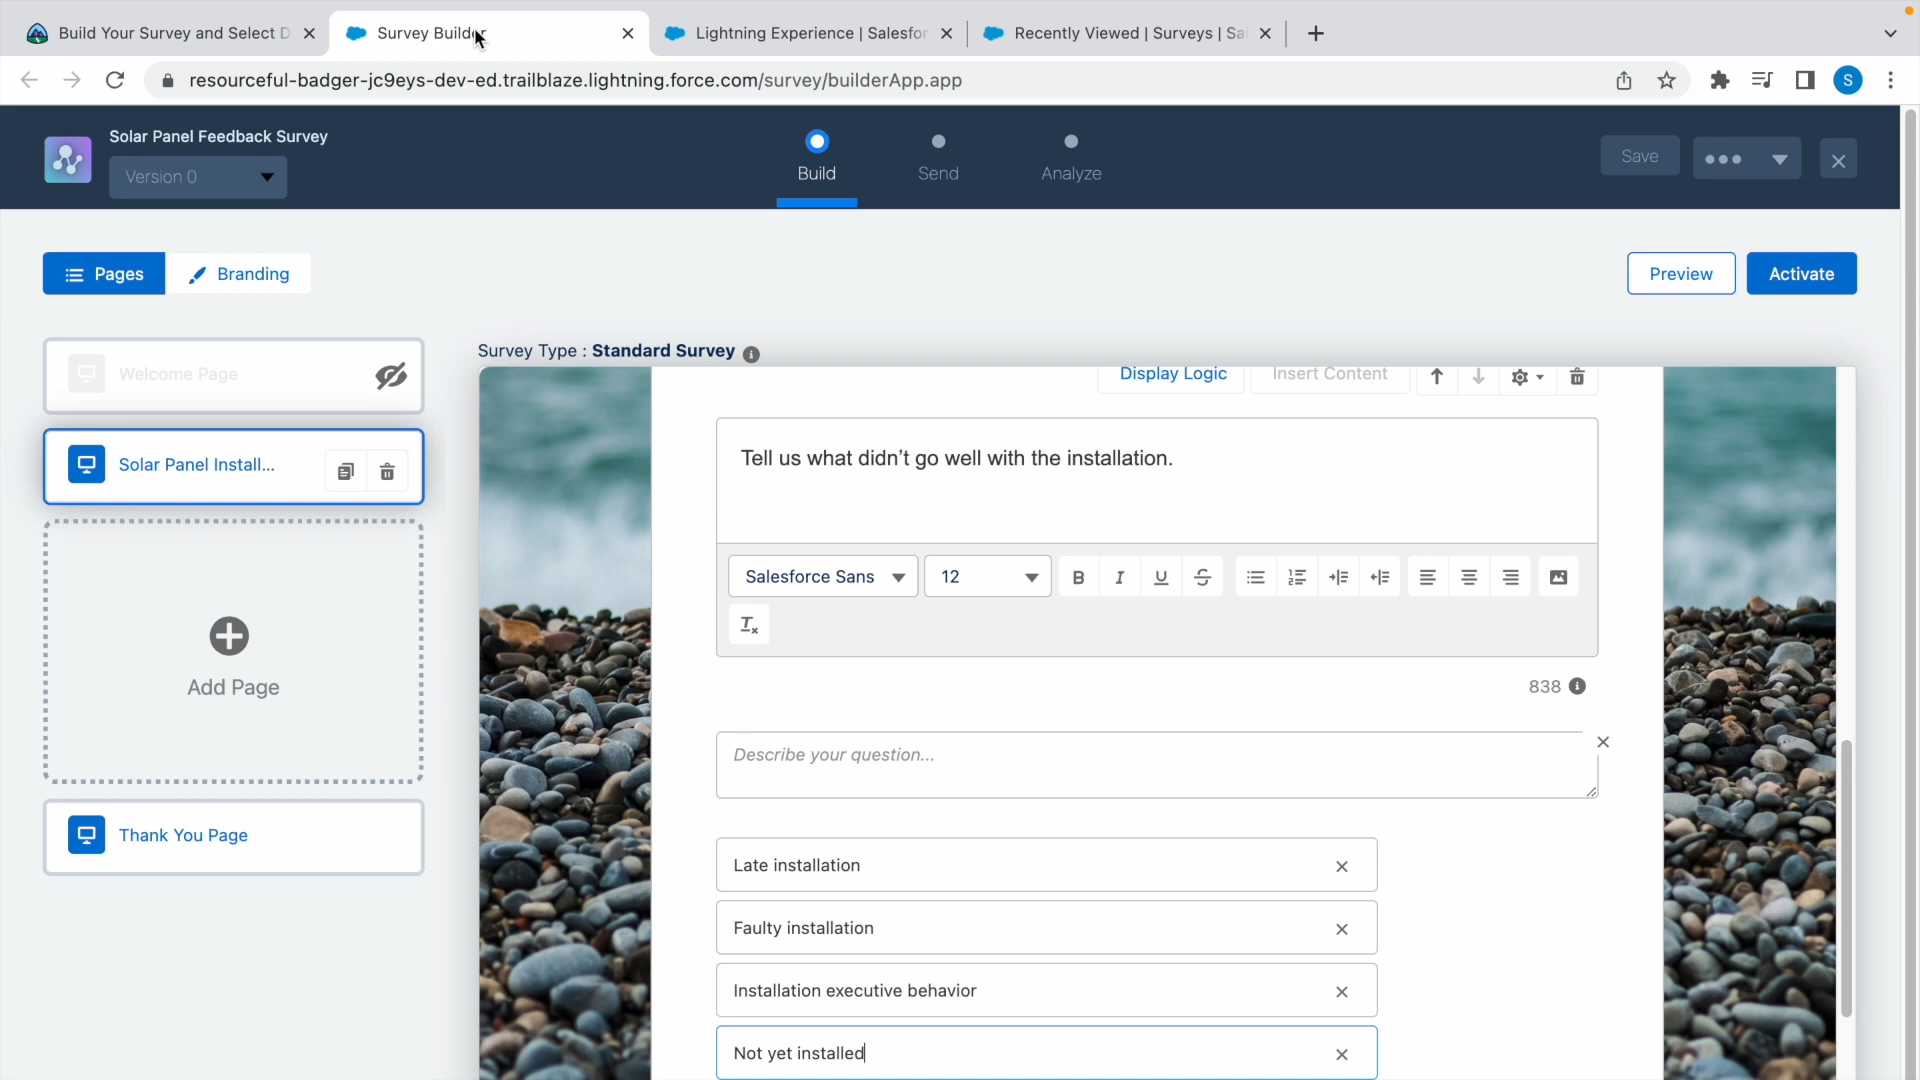 Build Your Survey and Select D
Survey Builder
Lightning Experience | Salesfor
Recently Viewed | Surveys | Sa
resourceful-badger-jc9eys-dev-ed.trailblaze.lightning.force.com/survey/builderApp.app
S
Solar Panel Feedback Survey
Version 0
Build
Send
Analyze
Save
Pages
Branding
Preview
Activate
Welcome Page
Survey Type : Standard Survey
Display Logic
Insert Content
Solar Panel Install...
Tell us what didn’t go well with the installation.
Salesforce Sans
12
B
I
U
S
Tx
Add Page
838
Describe your question...
Thank You Page
Late installation
Faulty installation
Installation executive behavior
Not yet installed